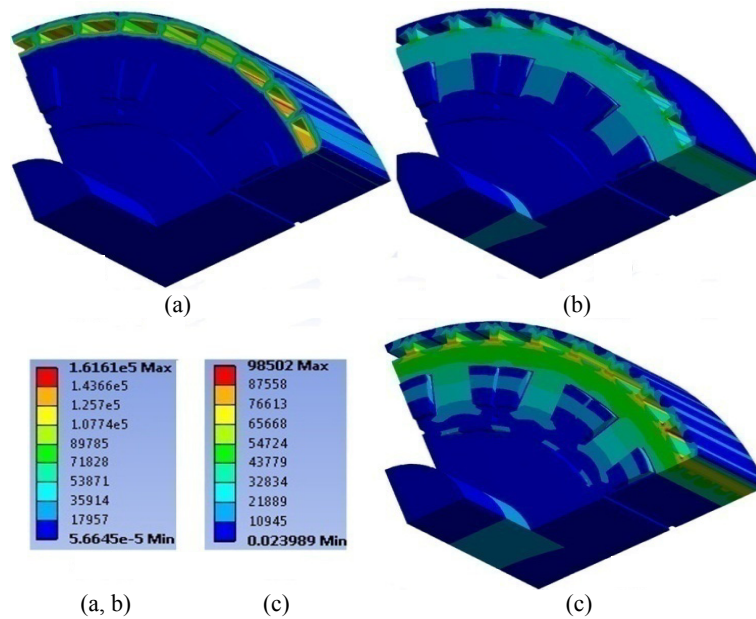 (a)
(b)
1.6161e5 Max
1.4366e5
1.257e5
1.0774e5
89785
71828
53871
35914
17957
5.6645e-5 Min
98502 Max
87558
76613
65668
54724
43779
32834
21889
10945
0.023989 Min
(a, b)
(c)
(c)